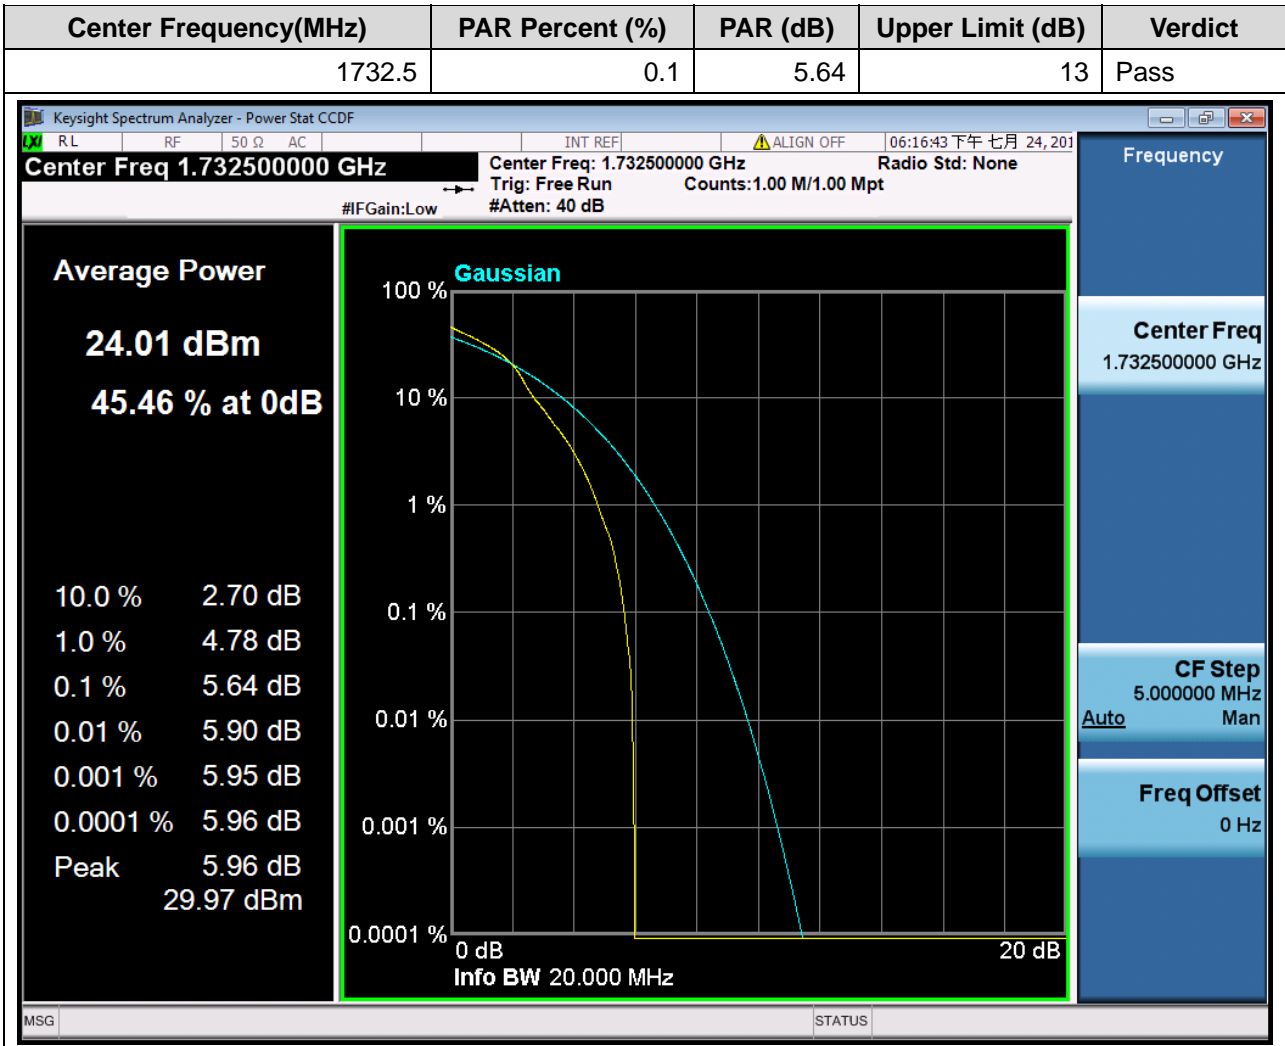 Center Frequency(MHz) PAR Percent (%) PAR (dB) Upper Limit (dB) Verdict
1732.5 0.1 5.64 13 Pass
Keysight Spectrum Analyzer - Power Stat CCDF
LXI RL RF 50 Ω AC INT REF ALIGN OFF 06:16:43 下午 七月 24, 201
Center Freq 1.732500000 GHz
Center Freq: 1.732500000 GHz Radio Std: None
Trig: Free Run Counts:1.00 M/1.00 Mpt
#IFGain:Low #Atten: 40 dB
Average Power
24.01 dBm
45.46 % at 0dB
10.0 % 2.70 dB
1.0 % 4.78 dB
0.1 % 5.64 dB
0.01 % 5.90 dB
0.001 % 5.95 dB
0.0001 % 5.96 dB
Peak 5.96 dB
29.97 dBm
Gaussian
100 %
10 %
1 %
0.1 %
0.01 %
0.001 %
0.0001 %
0 dB 20 dB
Info BW 20.000 MHz
Frequency
Center Freq
1.732500000 GHz
CF Step
5.000000 MHz
Auto Man
Freq Offset
0 Hz
MSG STATUS